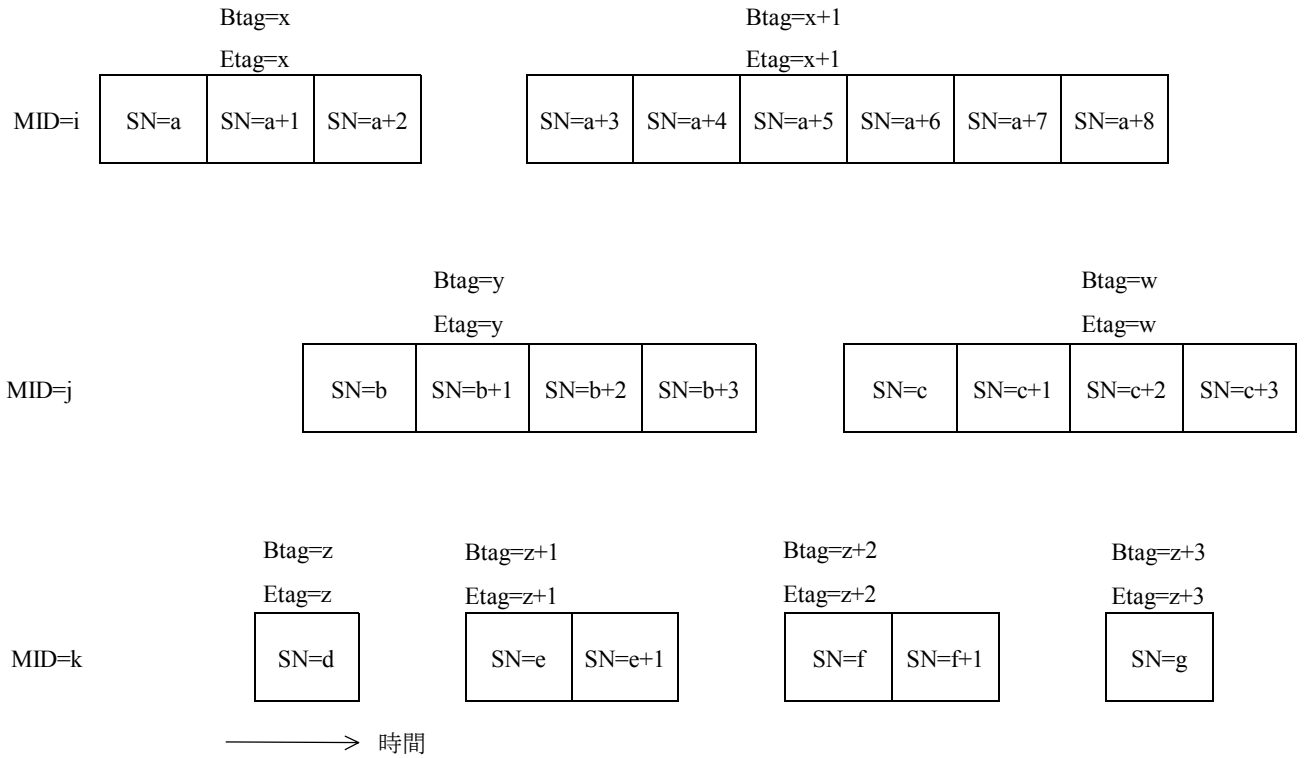 Btag=x Btag=x+1
Etag=x Etag=x+1
MID=i SN=a SN=a+1 SN=a+2 SN=a+3 SN=a+4 SN=a+5 SN=a+6 SN=a+7 SN=a+8
Btag=y Btag=w
Etag=y Etag=w
MID=j SN=b SN=b+1 SN=b+2 SN=b+3 SN=c SN=c+1 SN=c+2 SN=c+3
Btag=z Btag=z+1 Btag=z+2 Btag=z+3
Etag=z Etag=z+1 Etag=z+2 Etag=z+3
MID=k SN=d SN=e SN=e+1 SN=f SN=f+1 SN=g
時間